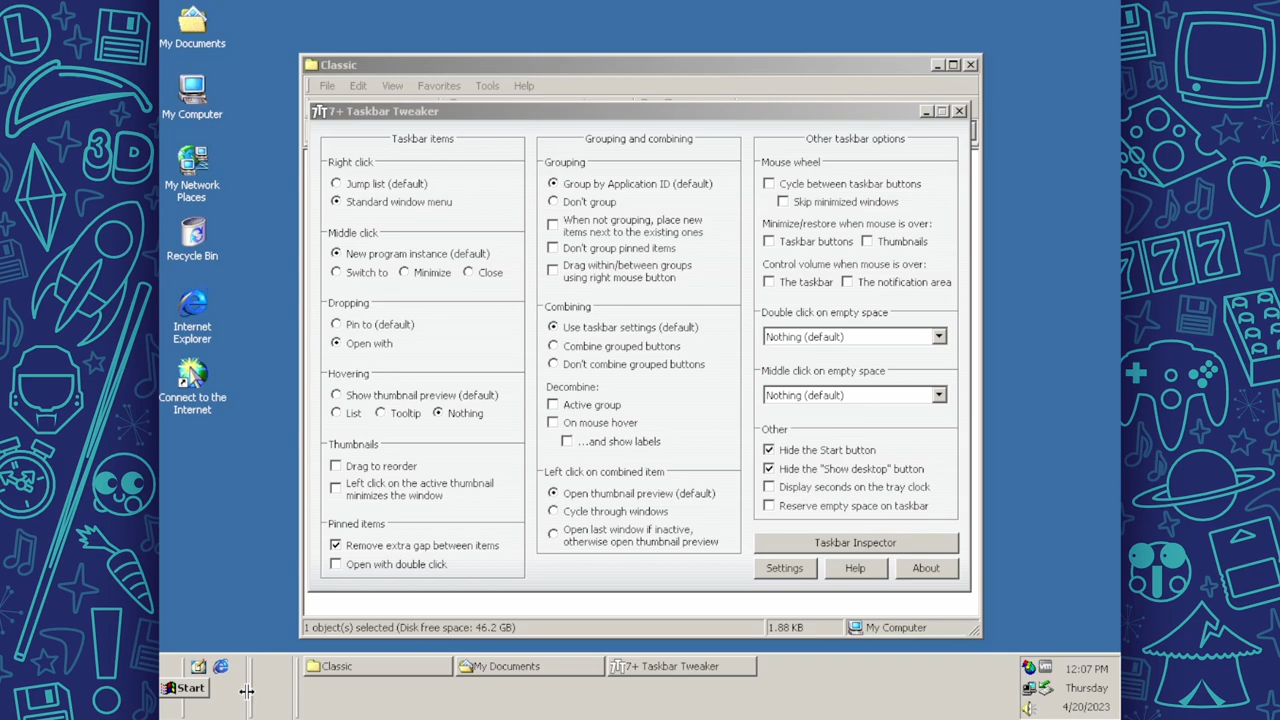 My Documents
My Computer
My Network
Places
Recycle Bin
Internet
Explorer
Connect to the
Internet
Classic
File Edit View Favorites Tools Help
7+ Taskbar Tweaker
Taskbar items
Right click
Jump list (default)
Standard window menu
Middle click
New program instance (default)
Switch to Minimize Close
Dropping
Pin to (default)
Open with
Hovering
Show thumbnail preview (default)
List Tooltip Nothing
Thumbnails
Drag to reorder
Left click on the active thumbnail
minimizes the window
Pinned items
Remove extra gap between items
Open with double click
Grouping and combining
Grouping
Group by Application ID (default)
Don't group
When not grouping, place new
items next to the existing ones
Don't group pinned items
Drag within/between groups
using right mouse button
Combining
Use taskbar settings (default)
Combine grouped buttons
Don't combine grouped buttons
Decombine:
Active group
On mouse hover
...and show labels
Left click on combined item
Open thumbnail preview (default)
Cycle through windows
Open last window if inactive,
otherwise open thumbnail preview
Other taskbar options
Mouse wheel
Cycle between taskbar buttons
Skip minimized windows
Minimize/restore when mouse is over:
Taskbar buttons Thumbnails
Control volume when mouse is over:
The taskbar The notification area
Double click on empty space
Nothing (default)
Middle click on empty space
Nothing (default)
Other
Hide the Start button
Hide the "Show desktop" button
Display seconds on the tray clock
Reserve empty space on taskbar
Taskbar Inspector
Settings Help About
1 object(s) selected (Disk free space: 46.2 GB) 1.88 KB My Computer
Start
Classic My Documents 7+ Taskbar Tweaker
12:07 PM
Thursday
4/20/2023
L
3D
777